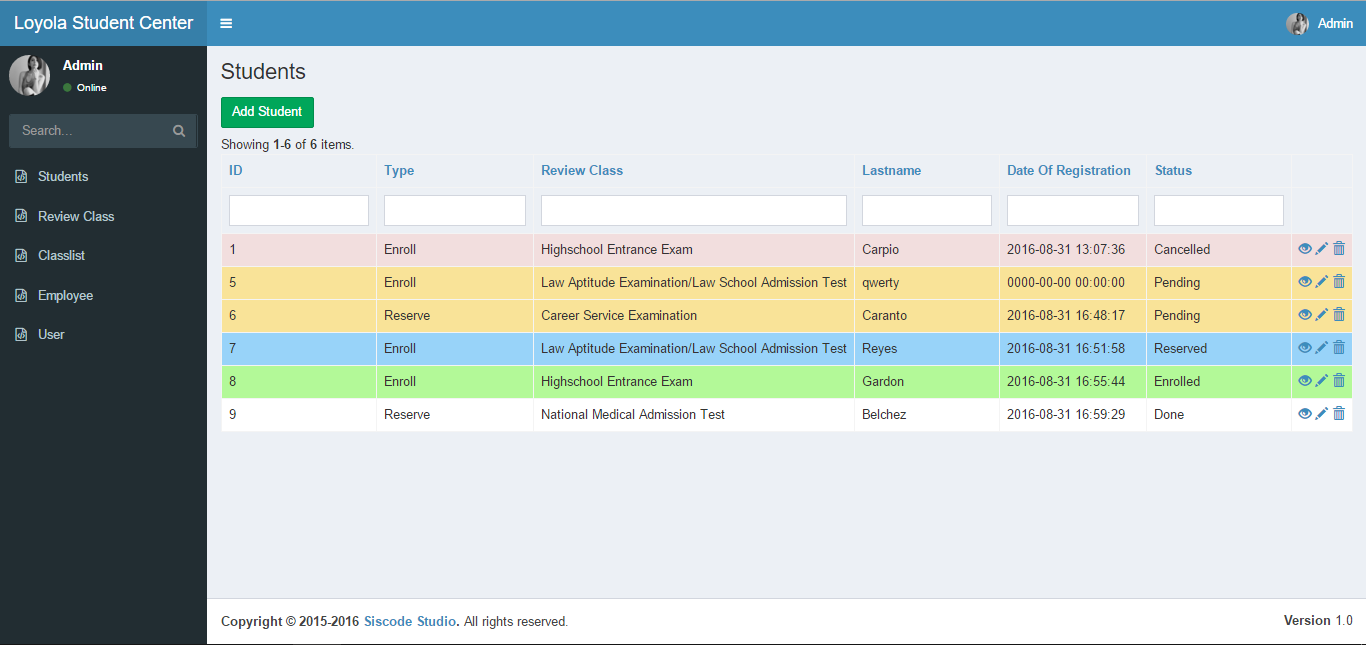 Loyola Student Center
Admin
Admin
Online
Search...
Students
Review Class
Classlist
Employee
User
Students
Add Student
Showing 1-6 of 6 items.
ID Type Review Class Lastname Date Of Registration Status
1 Enroll Highschool Entrance Exam Carpio 2016-08-31 13:07:36 Cancelled
5 Enroll Law Aptitude Examination/Law School Admission Test qwerty 0000-00-00 00:00:00 Pending
6 Reserve Career Service Examination Caranto 2016-08-31 16:48:17 Pending
7 Enroll Law Aptitude Examination/Law School Admission Test Reyes 2016-08-31 16:51:58 Reserved
8 Enroll Highschool Entrance Exam Gardon 2016-08-31 16:55:44 Enrolled
9 Reserve National Medical Admission Test Belchez 2016-08-31 16:59:29 Done
Copyright © 2015-2016 Siscode Studio. All rights reserved.
Version 1.0